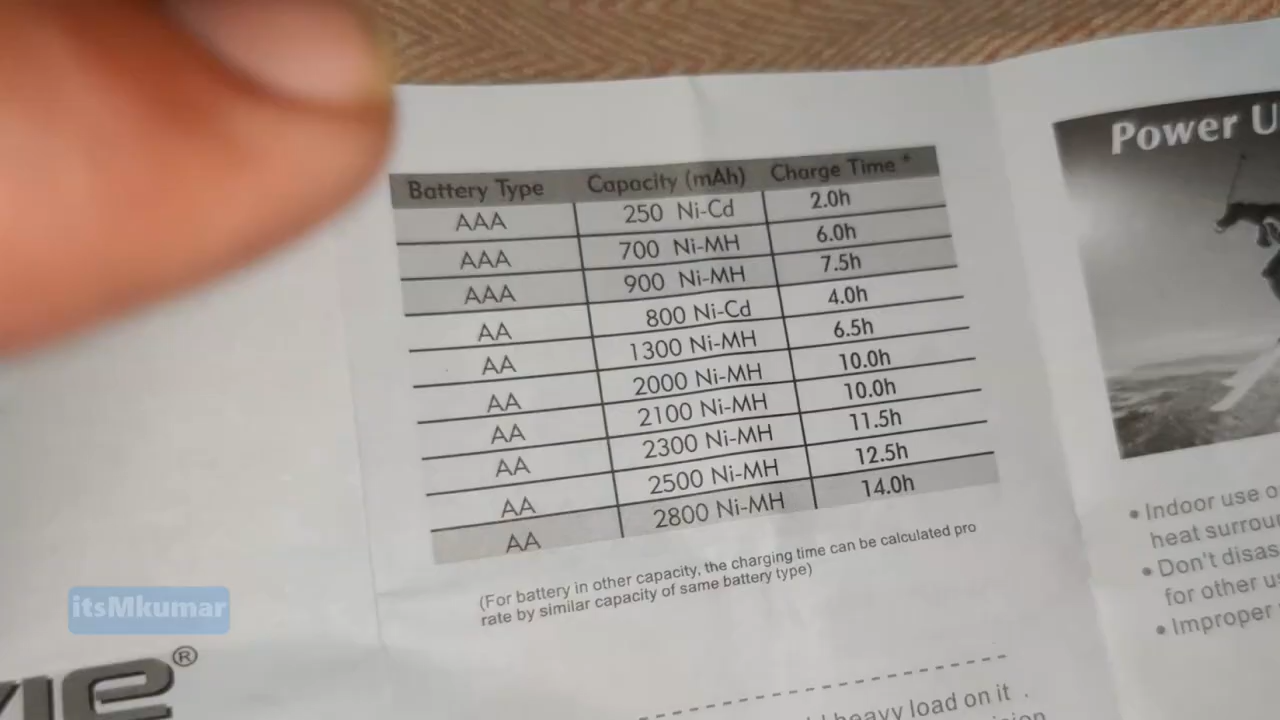 Battery Type Capacity (mAh) Charge Time *
AAA 250 Ni-Cd 2.0h
AAA 700 Ni-MH 6.0h
AAA 900 Ni-MH 7.5h
AA 800 Ni-Cd 4.0h
AA 1300 Ni-MH 6.5h
AA 2000 Ni-MH 10.0h
AA 2100 Ni-MH 10.0h
AA 2300 Ni-MH 11.5h
AA 2500 Ni-MH 12.5h
AA 2800 Ni-MH 14.0h
(For battery in other capacity, the charging time can be calculated pro
rate by similar capacity of same battery type)
heavy load on it .
Power U
• Indoor use o
heat surrou
• Don't disas
for other u
• Improper
itsMkumar
®